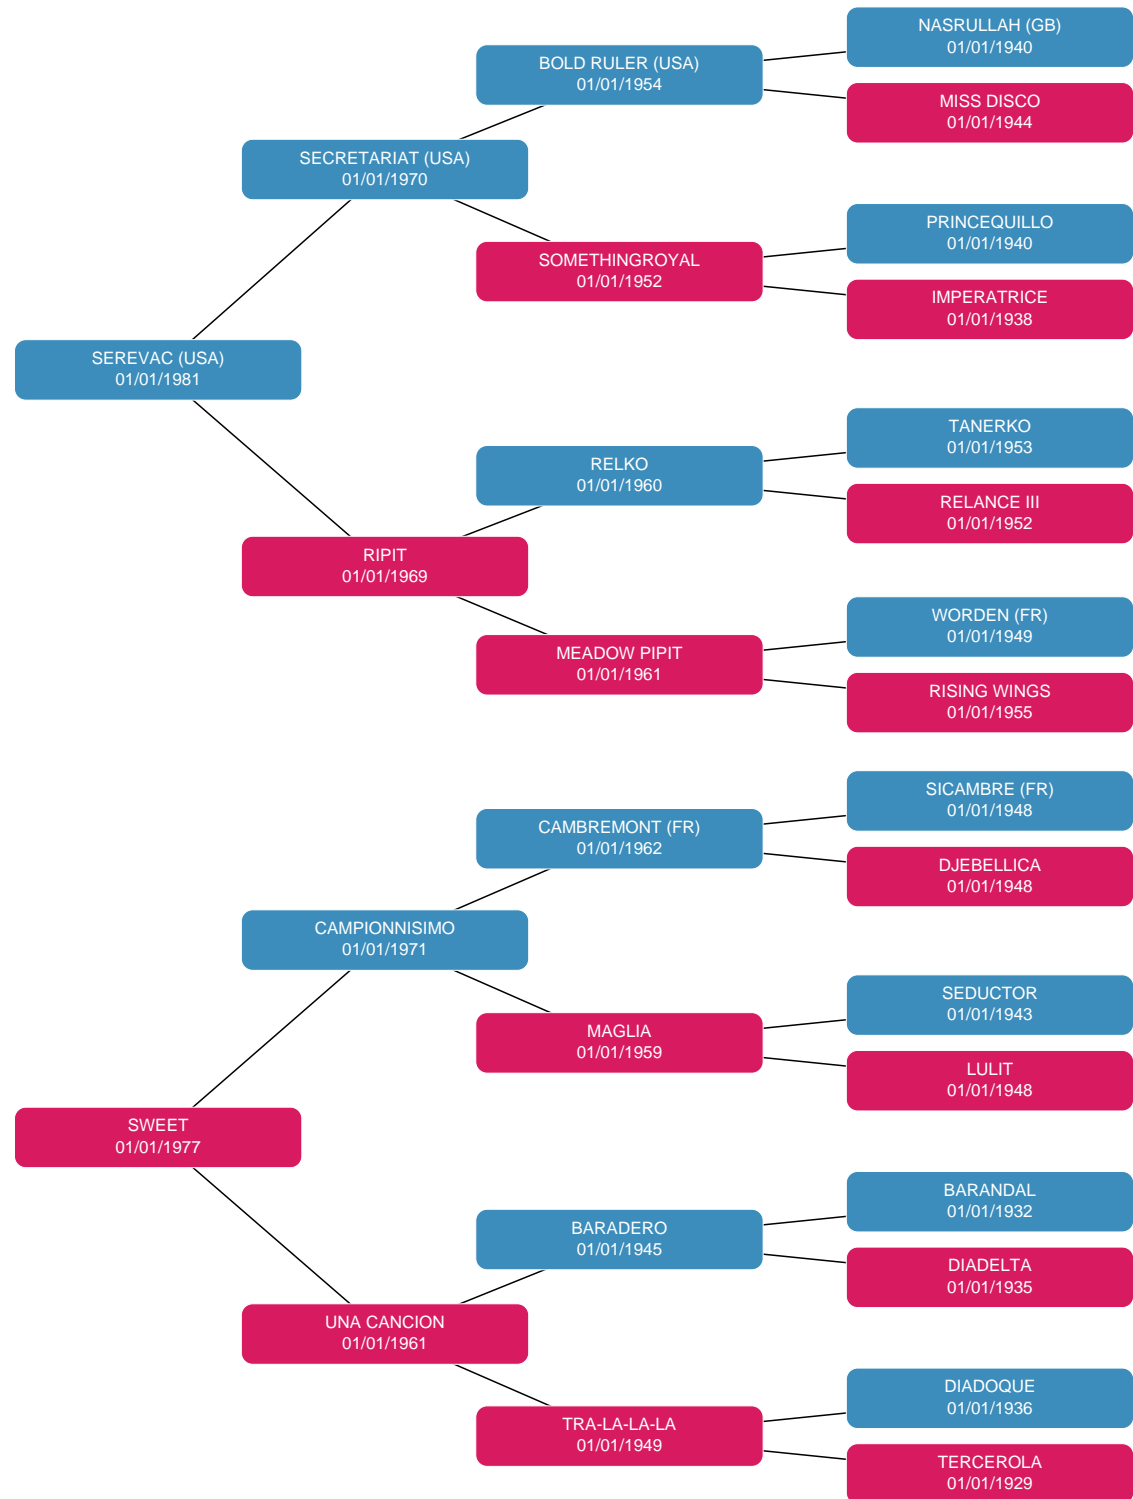 NASRULLAH (GB)
01/01/1940
BOLD RULER (USA)
01/01/1954
MISS DISCO
01/01/1944
SECRETARIAT (USA)
01/01/1970
PRINCEQUILLO
01/01/1940
SOMETHINGROYAL
01/01/1952
IMPERATRICE
01/01/1938
SEREVAC (USA)
01/01/1981
TANERKO
01/01/1953
RELKO
01/01/1960
RELANCE III
01/01/1952
RIPIT
01/01/1969
WORDEN (FR)
01/01/1949
MEADOW PIPIT
01/01/1961
RISING WINGS
01/01/1955
SICAMBRE (FR)
01/01/1948
CAMBREMONT (FR)
01/01/1962
DJEBELLICA
01/01/1948
CAMPIONNISIMO
01/01/1971
SEDUCTOR
01/01/1943
MAGLIA
01/01/1959
LULIT
01/01/1948
SWEET
01/01/1977
BARANDAL
01/01/1932
BARADERO
01/01/1945
DIADELTA
01/01/1935
UNA CANCION
01/01/1961
DIADOQUE
01/01/1936
TRA-LA-LA-LA
01/01/1949
TERCEROLA
01/01/1929